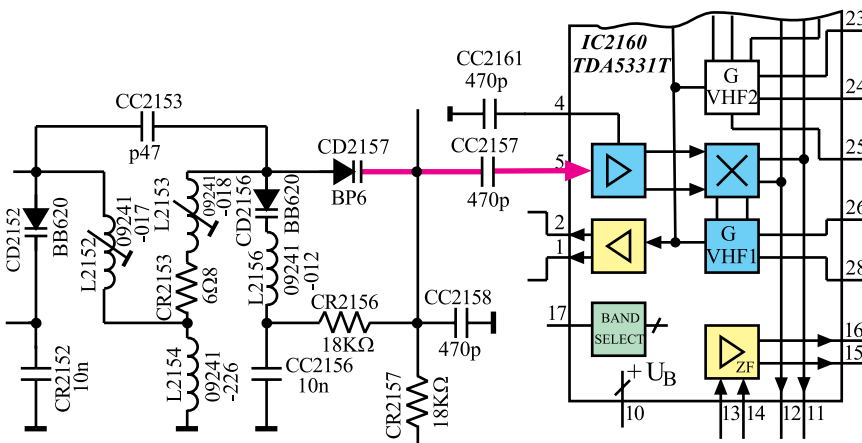 CC2153
p47
CD2152
BB620
L2152
09241
-017
L2153
09241
-018
CR2153
6Ω8
L2154
09241
-226
CR2152
10n
CD2156
BB620
L2156
09241
-012
CC2156
10n
CD2157
BP6
CR2156
18KΩ
CR2157
18KΩ
CC2158
470p
CC2161
470p
CC2157
470p
IC2160
TDA5331T
4
5
2
1
17
BAND
SELECT
+U_B
10
G
VHF2
G
VHF1
ZF
13
14
12
11
23
24
25
26
28
16
15